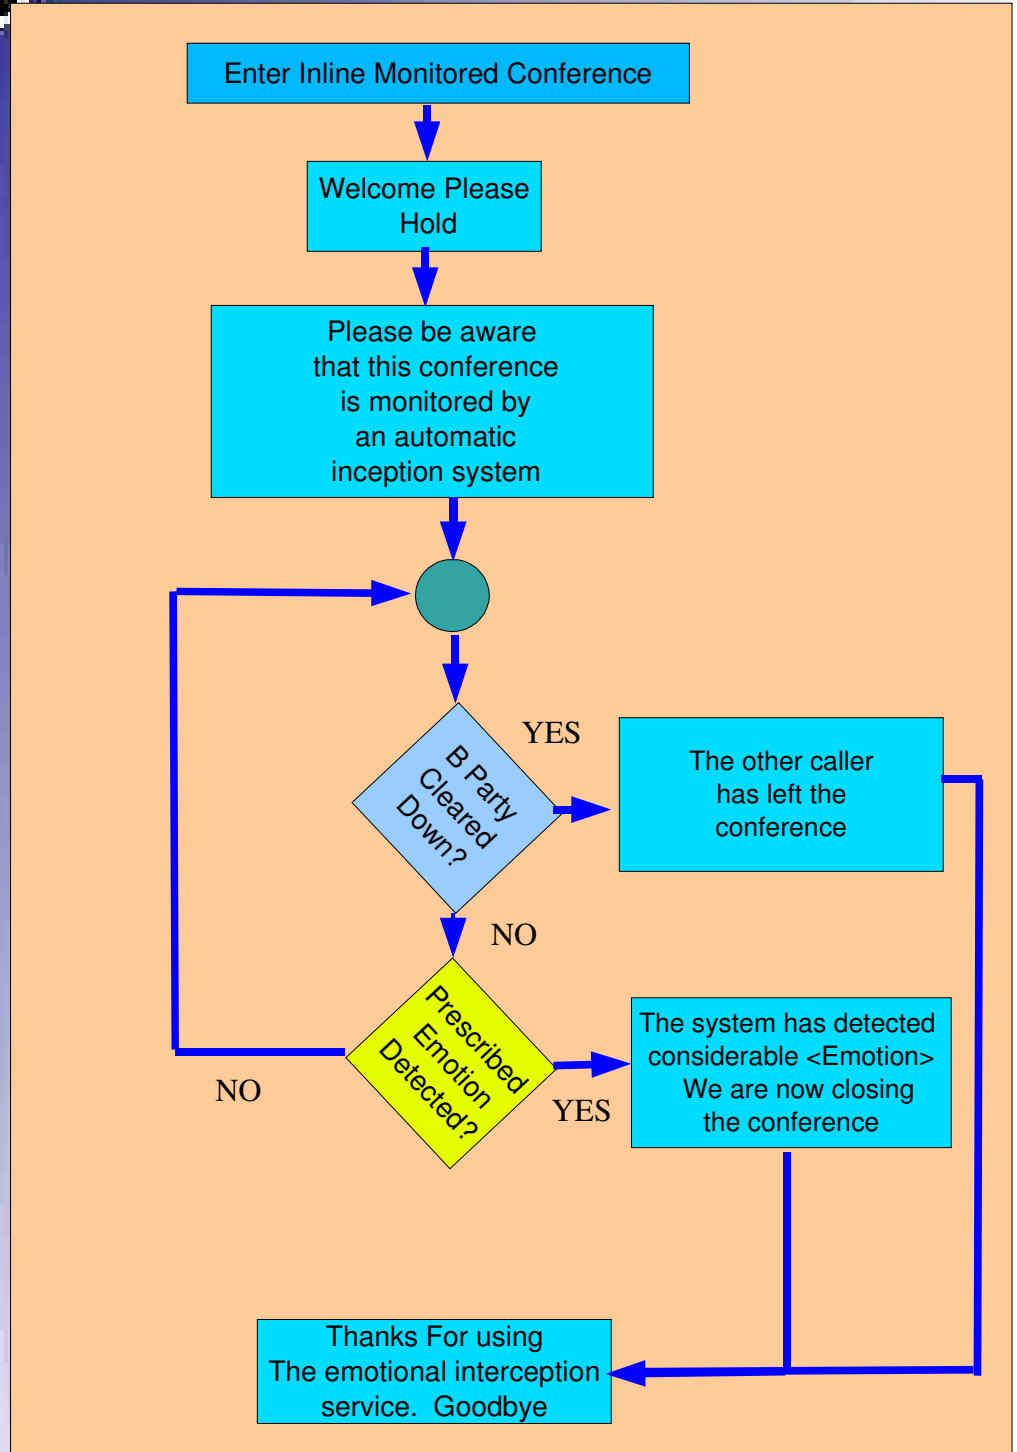 Enter Inline Monitored Conference
Welcome Please
Hold
Please be aware
that this conference
is monitored by
an automatic
inception system
YES
B Party
Cleared
Down?
The other caller
has left the
conference
NO
Prescribed
Emotion
Detected?
The system has detected
considerable <Emotion>
We are now closing
the conference
NO
YES
Thanks For using
The emotional interception
service. Goodbye